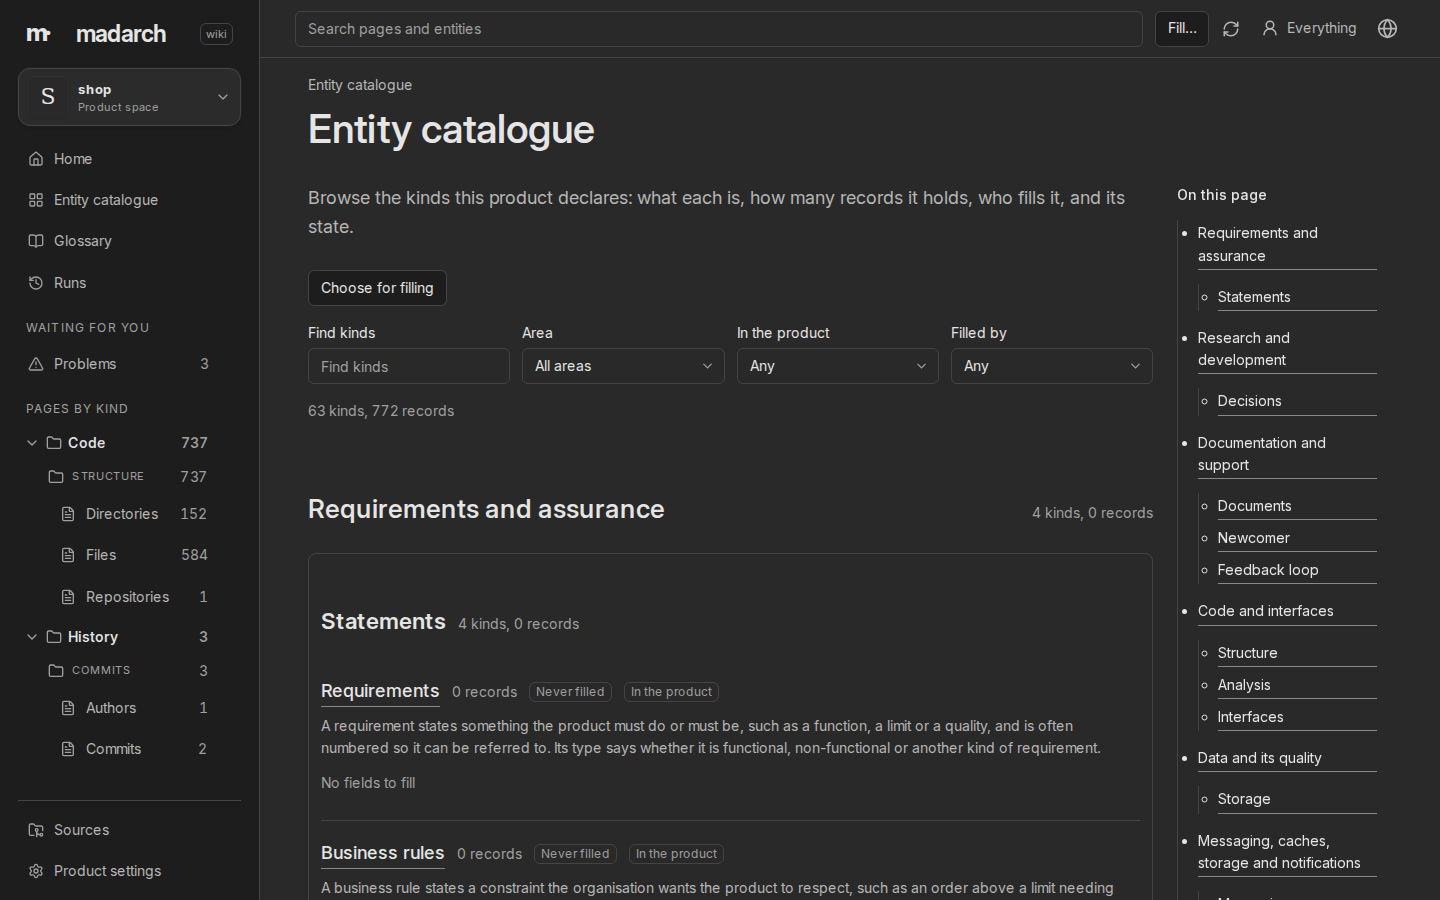 m madarch wiki
shop
Product space
S
Home
Entity catalogue
Glossary
Runs
WAITING FOR YOU
Problems 3
PAGES BY KIND
Code 737
STRUCTURE 737
Directories 152
Files 584
Repositories 1
History 3
COMMITS 3
Authors 1
Commits 2
Sources
Product settings
Search pages and entities
Fill...
Everything
Entity catalogue
Entity catalogue
Browse the kinds this product declares: what each is, how many records it holds, who fills it, and its
state.
Choose for filling
Find kinds Area In the product Filled by
Find kinds All areas Any Any
63 kinds, 772 records
Requirements and assurance 4 kinds, 0 records
Statements 4 kinds, 0 records
Requirements 0 records Never filled In the product
A requirement states something the product must do or must be, such as a function, a limit or a quality, and is often
numbered so it can be referred to. Its type says whether it is functional, non-functional or another kind of requirement.
No fields to fill
Business rules 0 records Never filled In the product
A business rule states a constraint the organisation wants the product to respect, such as an order above a limit needing
On this page
Requirements and
assurance
Statements
Research and
development
Decisions
Documentation and
support
Documents
Newcomer
Feedback loop
Code and interfaces
Structure
Analysis
Interfaces
Data and its quality
Storage
Messaging, caches,
storage and notifications